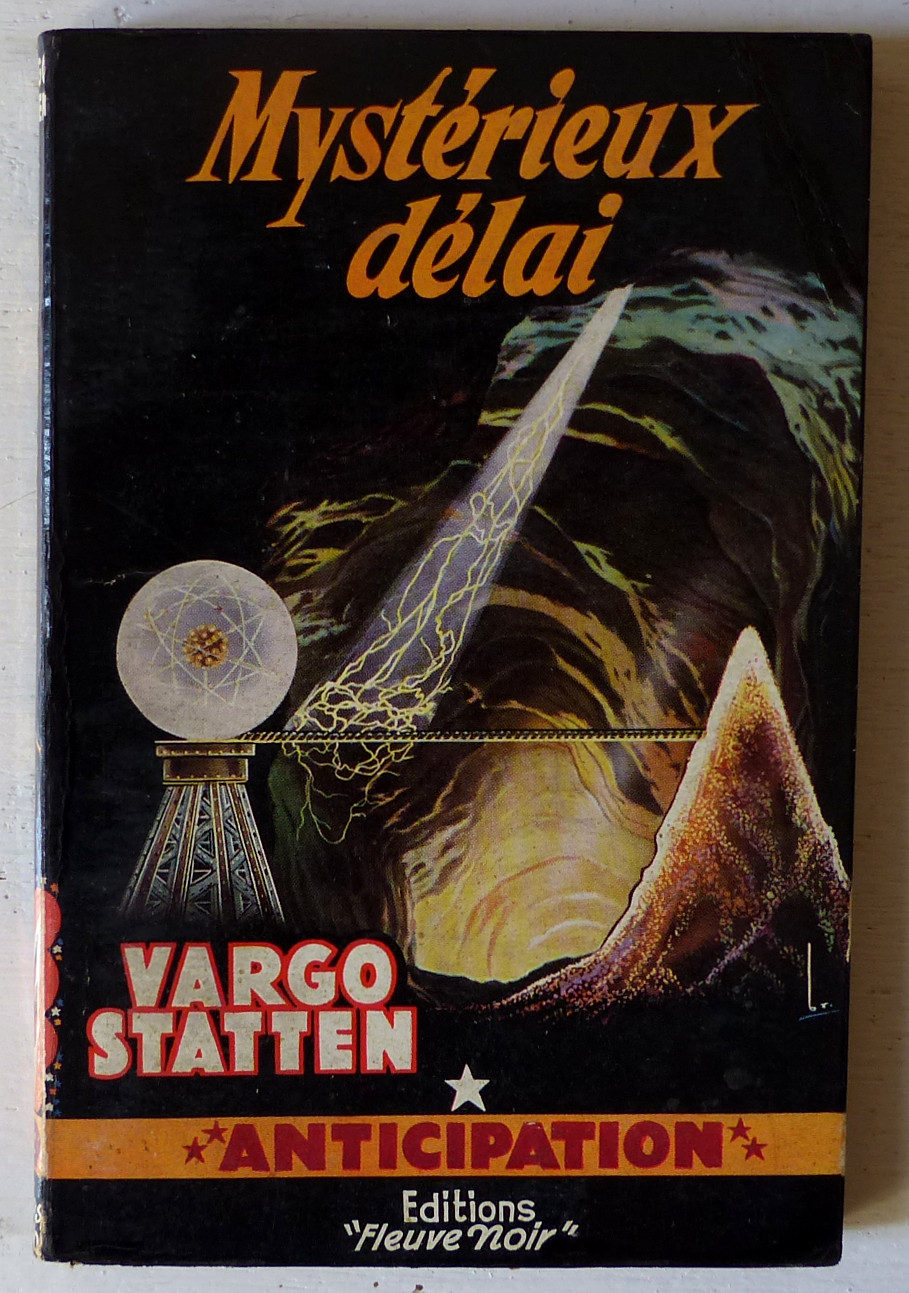 Mystérieux
délai
VARGO
STATTEN
ANTICIPATION
Editions
"Fleuve noir"